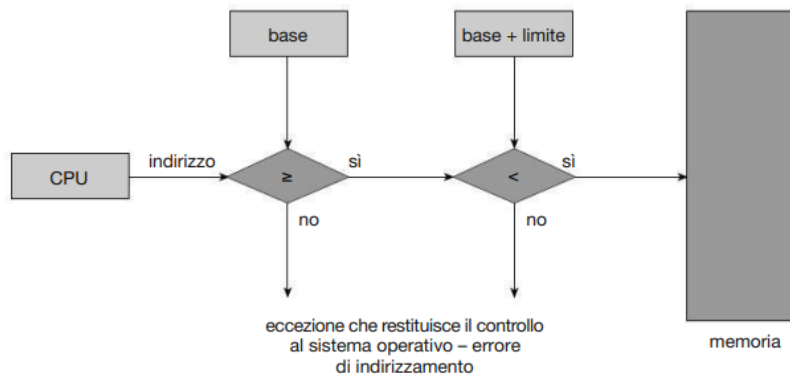 base
base + limite
CPU
indirizzo
≥
sì
<
sì
no
no
eccezione che restituisce il controllo
al sistema operativo – errore
di indirizzamento
memoria